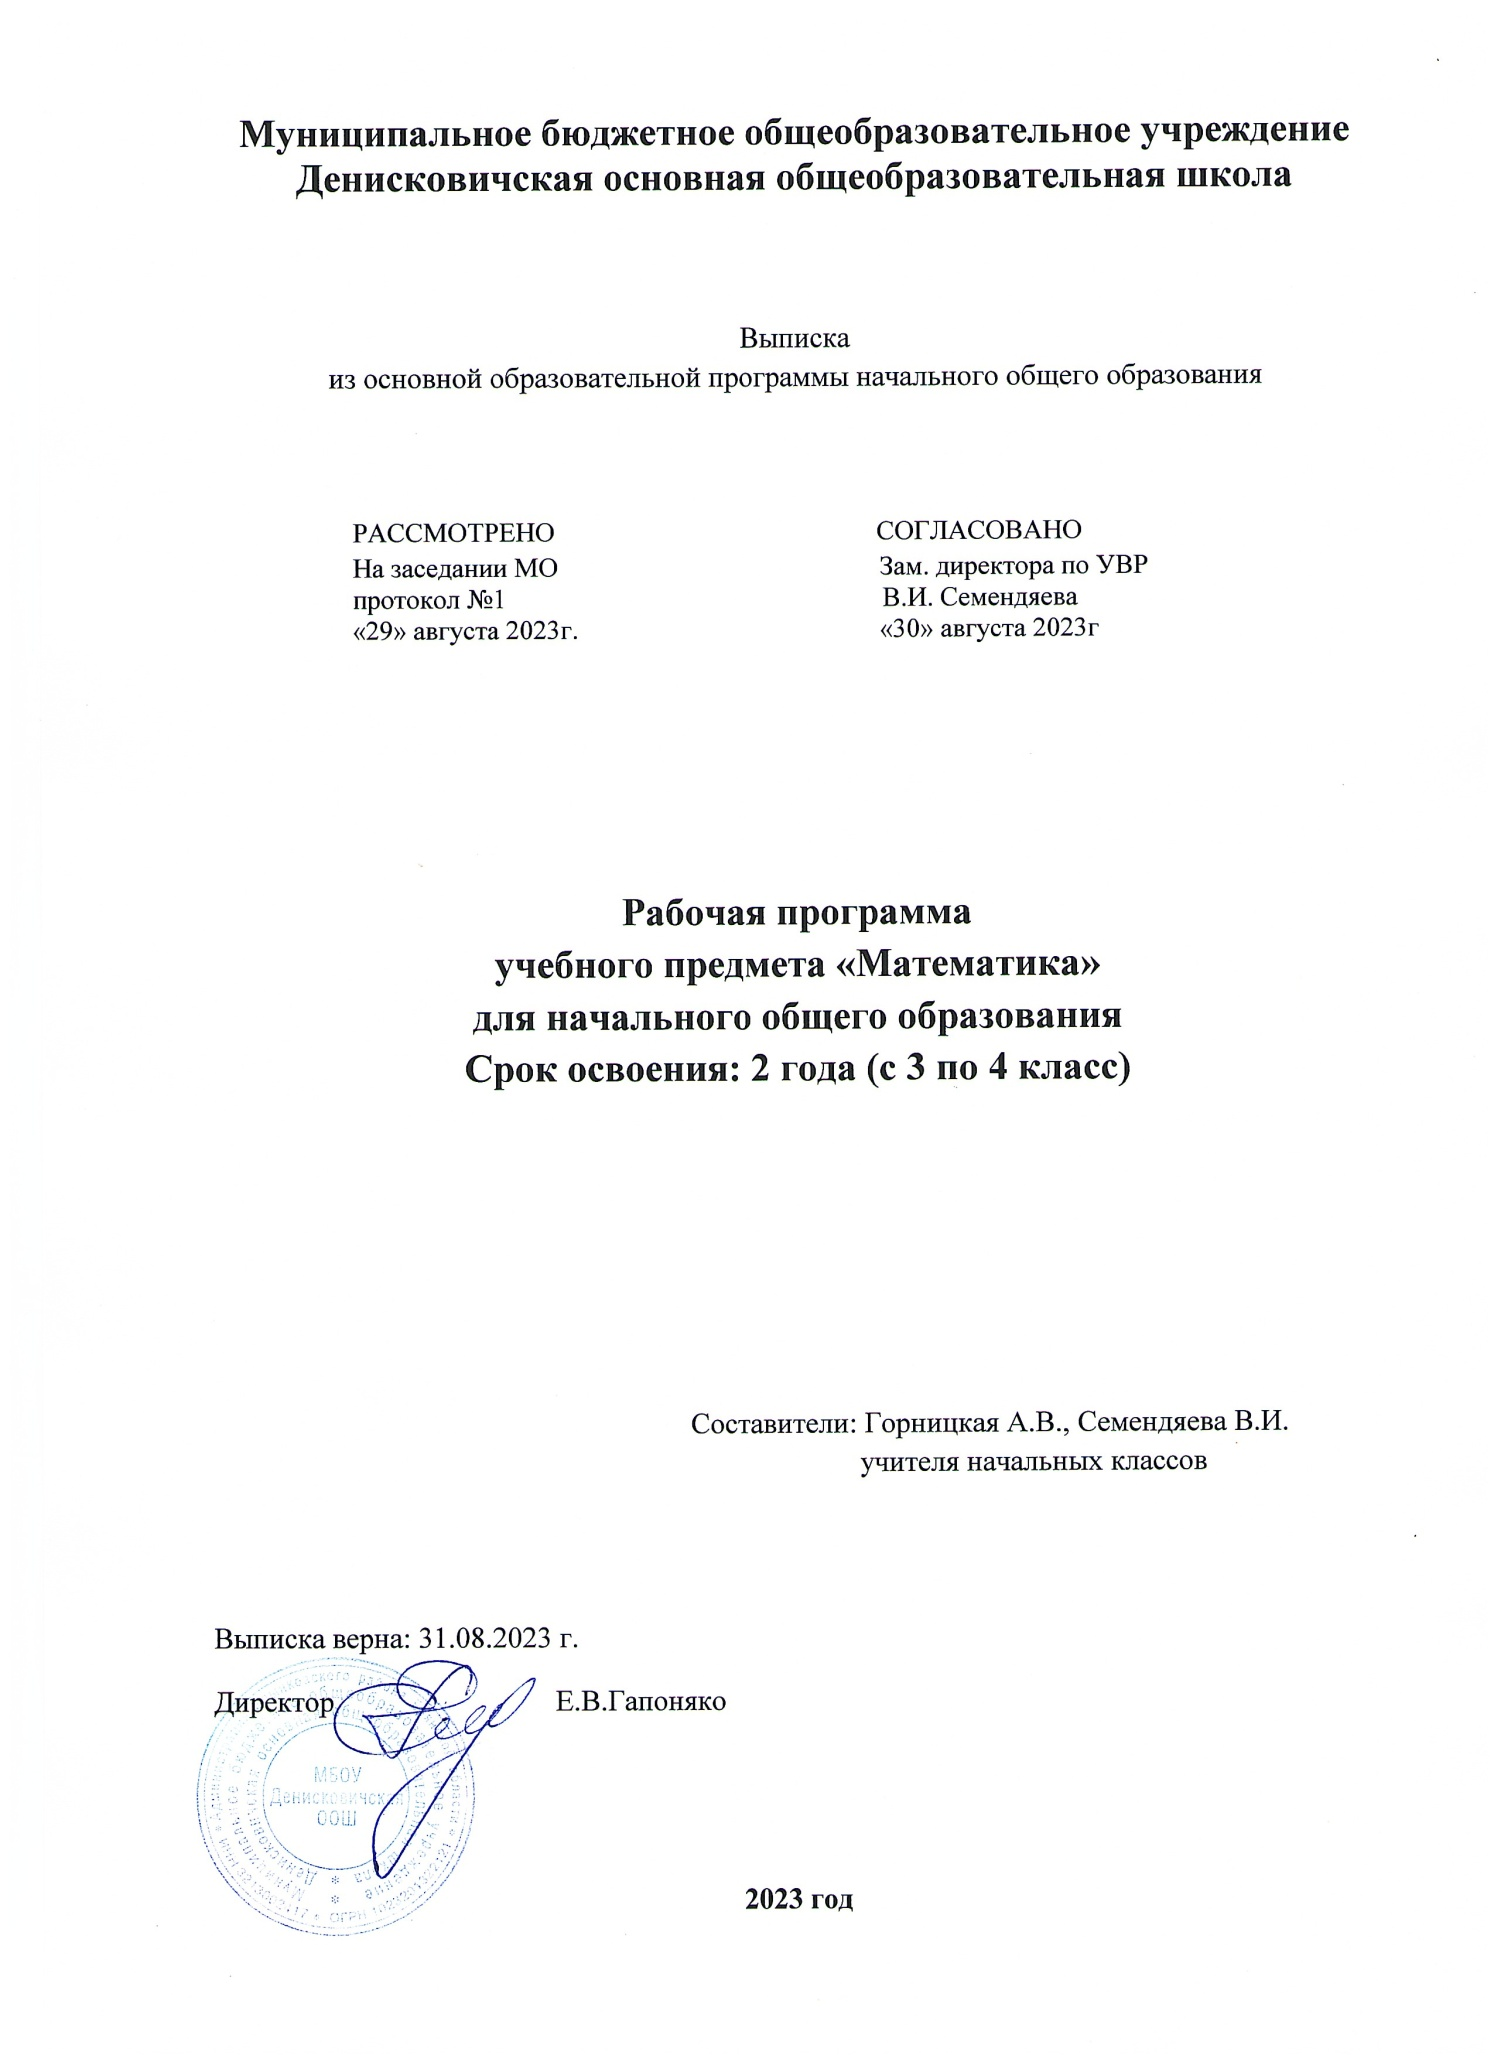 Муниципальное бюджетное общеобразовательное учреждение
Денисковичская основная общеобразовательная школа
Выписка
из основной образовательной программы начального общего образования
РАССМОТРЕНО
На заседании МО
протокол №1
«29» августа 2023г.
СОГЛАСОВАНО
Зам. директора по УВР
В.И. Семендяева
«30» августа 2023г
Рабочая программа
учебного предмета «Математика»
для начального общего образования
Срок освоения: 2 года (с 3 по 4 класс)
Составители: Горницкая А.В., Семендяева В.И.
учителя начальных классов
Выписка верна: 31.08.2023 г.
Директор Е.В.Гапоняко
МБОУ
Денисковичская
ООШ
2023 год